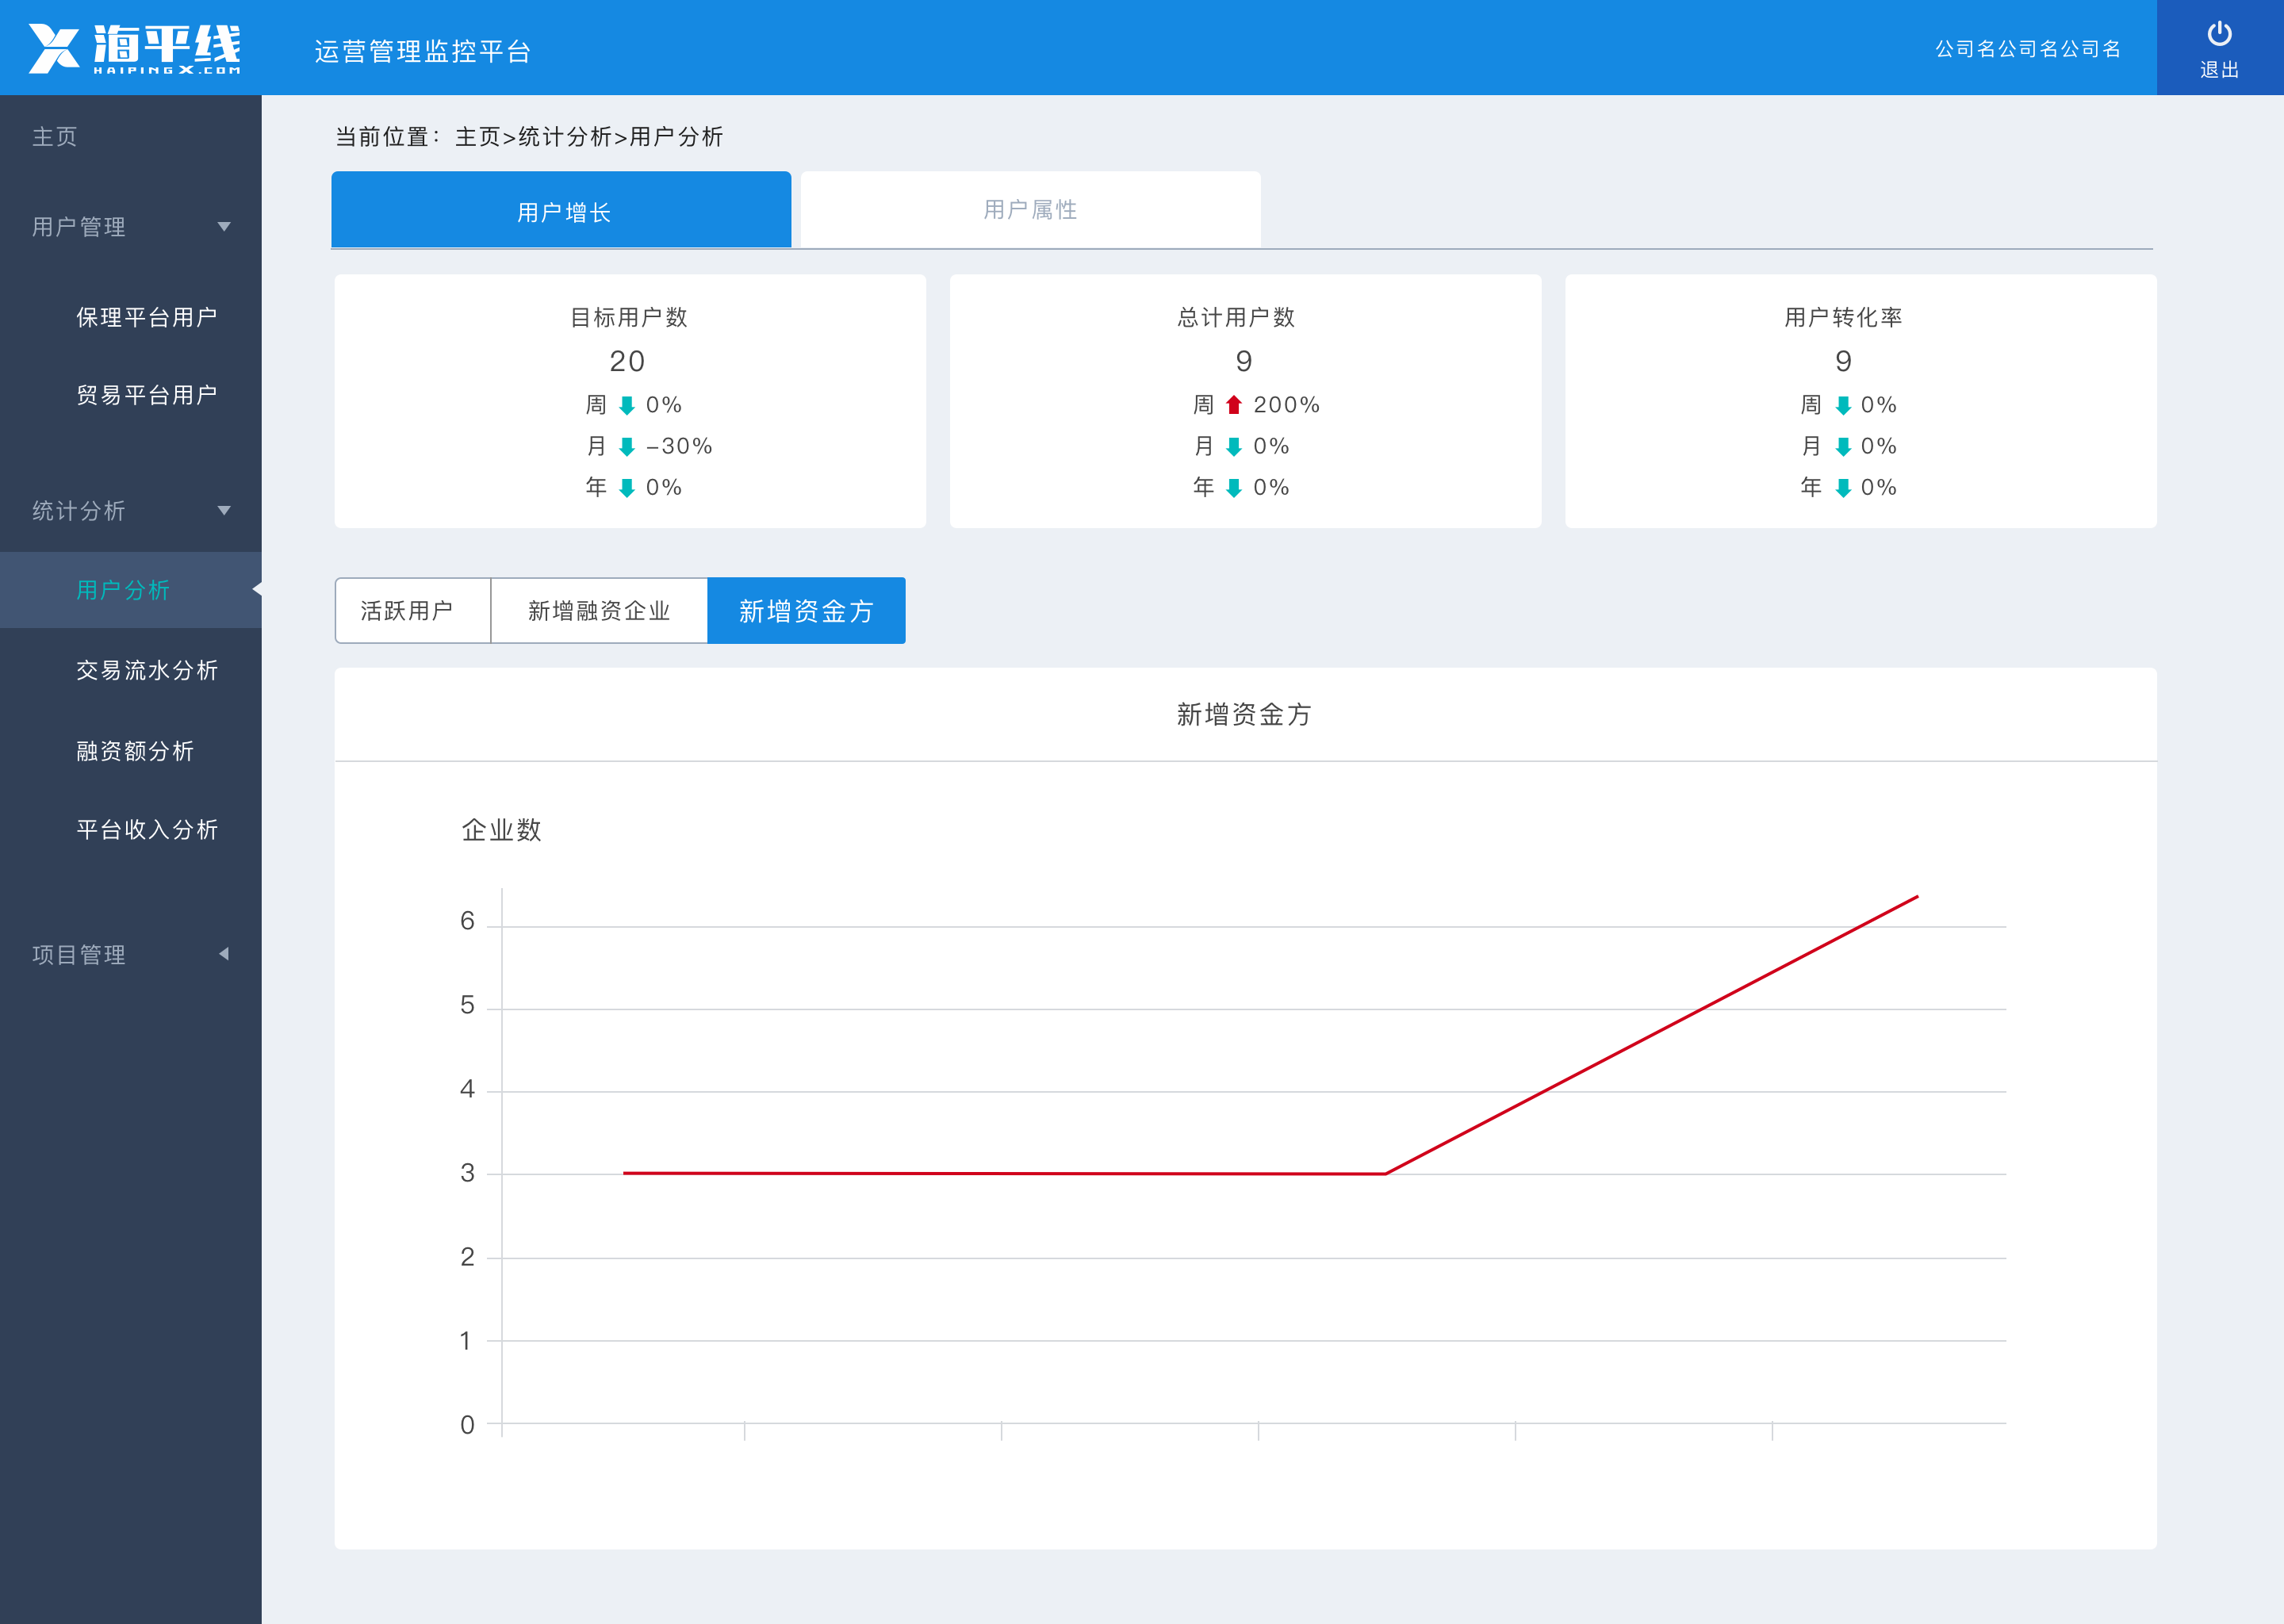 海平线
HAIPINGX.COM
运营管理监控平台
公司名公司名公司名
退出
主页
用户管理
保理平台用户
贸易平台用户
统计分析
用户分析
交易流水分析
融资额分析
平台收入分析
项目管理
当前位置：主页>统计分析>用户分析
用户增长
用户属性
目标用户数
20
周 0%
月 -30%
年 0%
总计用户数
9
周 200%
月 0%
年 0%
用户转化率
9
周 0%
月 0%
年 0%
活跃用户
新增融资企业
新增资金方
新增资金方
企业数
6
5
4
3
2
1
0